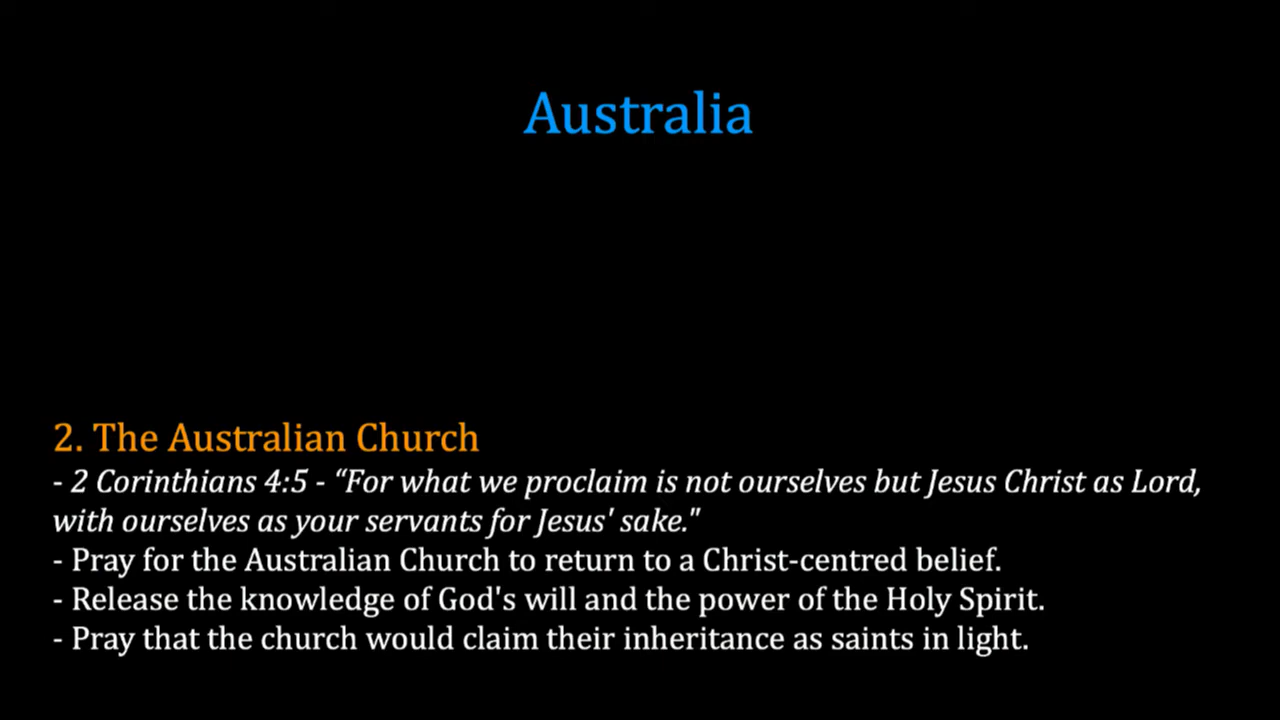 Australia
2. The Australian Church
- 2 Corinthians 4:5 - “For what we proclaim is not ourselves but Jesus Christ as Lord,
with ourselves as your servants for Jesus' sake."
- Pray for the Australian Church to return to a Christ-centred belief.
- Release the knowledge of God's will and the power of the Holy Spirit.
- Pray that the church would claim their inheritance as saints in light.